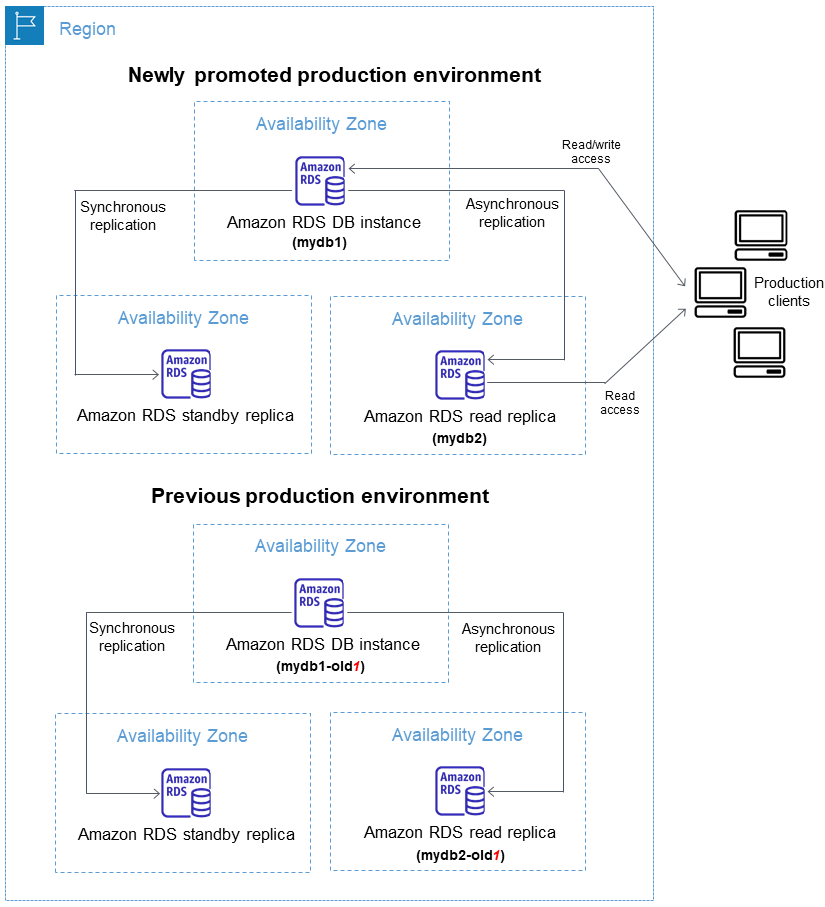 Region
Newly promoted production environment
Availability Zone
Read/write
access
Amazon
RDS
Synchronous
replication
Asynchronous
replication
Amazon RDS DB instance
(mydb1)
Production
clients
Availability Zone
Availability Zone
Amazon
RDS
Amazon
RDS
Amazon RDS standby replica
Amazon RDS read replica
(mydb2)
Read
access
Previous production environment
Availability Zone
Amazon
RDS
Synchronous
replication
Asynchronous
replication
Amazon RDS DB instance
(mydb1-old1)
Availability Zone
Availability Zone
Amazon
RDS
Amazon
RDS
Amazon RDS standby replica
Amazon RDS read replica
(mydb2-old1)